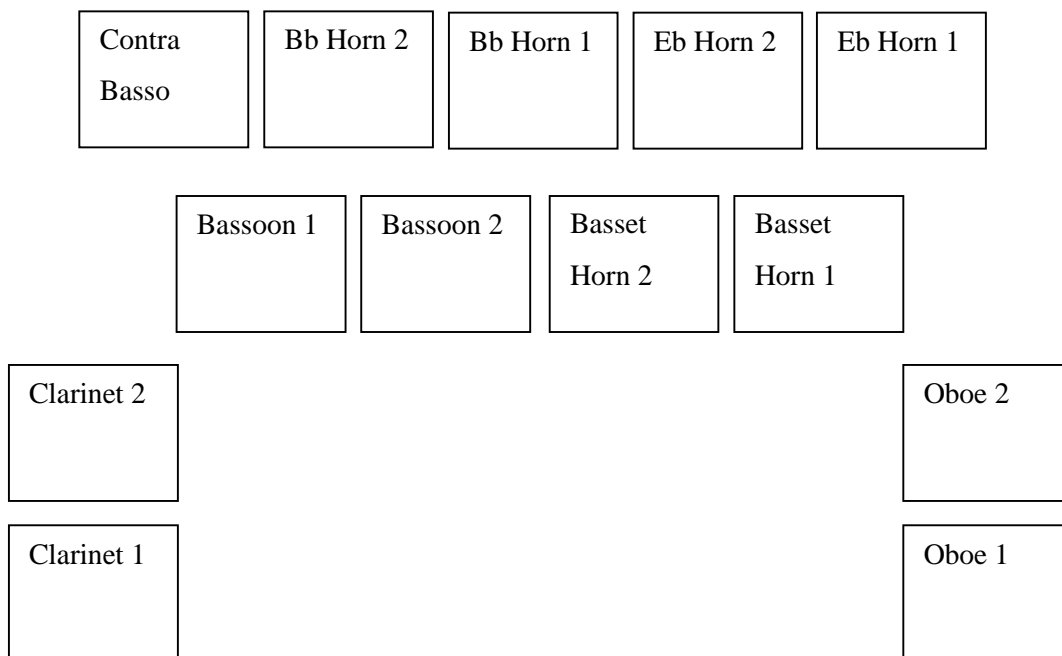 Contra
Basso
Bb Horn 2
Bb Horn 1
Eb Horn 2
Eb Horn 1
Bassoon 1
Bassoon 2
Basset
Horn 2
Basset
Horn 1
Clarinet 2
Oboe 2
Clarinet 1
Oboe 1